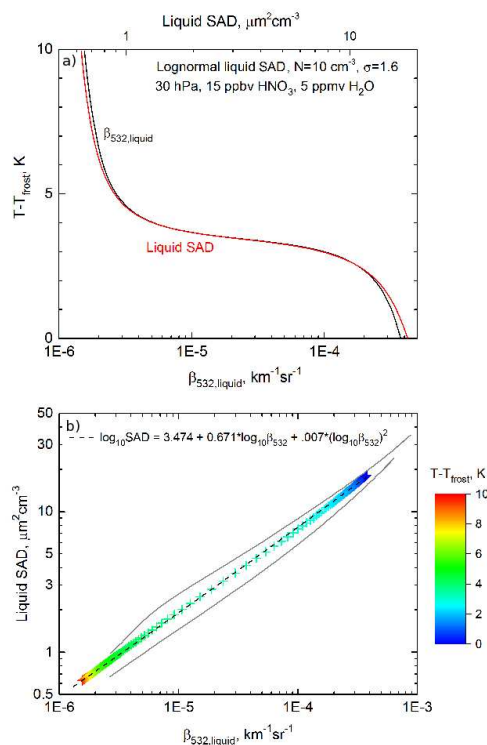 Liquid SAD, μm²cm⁻³
1 10
a) Lognormal liquid SAD, N=10 cm⁻³, σ=1.6
30 hPa, 15 ppbv HNO₃, 5 ppmv H₂O
β₅₃₂,liquid
Liquid SAD
T-Tfrost, K
10
5
0
1E-6 1E-5 1E-4
β₅₃₂,liquid, km⁻¹sr⁻¹
b) --- log₁₀SAD = 3.474 + 0.671*log₁₀β₅₃₂ + .007*(log₁₀β₅₃₂)²
Liquid SAD, μm²cm⁻³
50
30
10
5
3
1
0.5
1E-6 1E-5 1E-4 1E-3
β₅₃₂,liquid, km⁻¹sr⁻¹
T-Tfrost, K
10
8
6
4
2
0